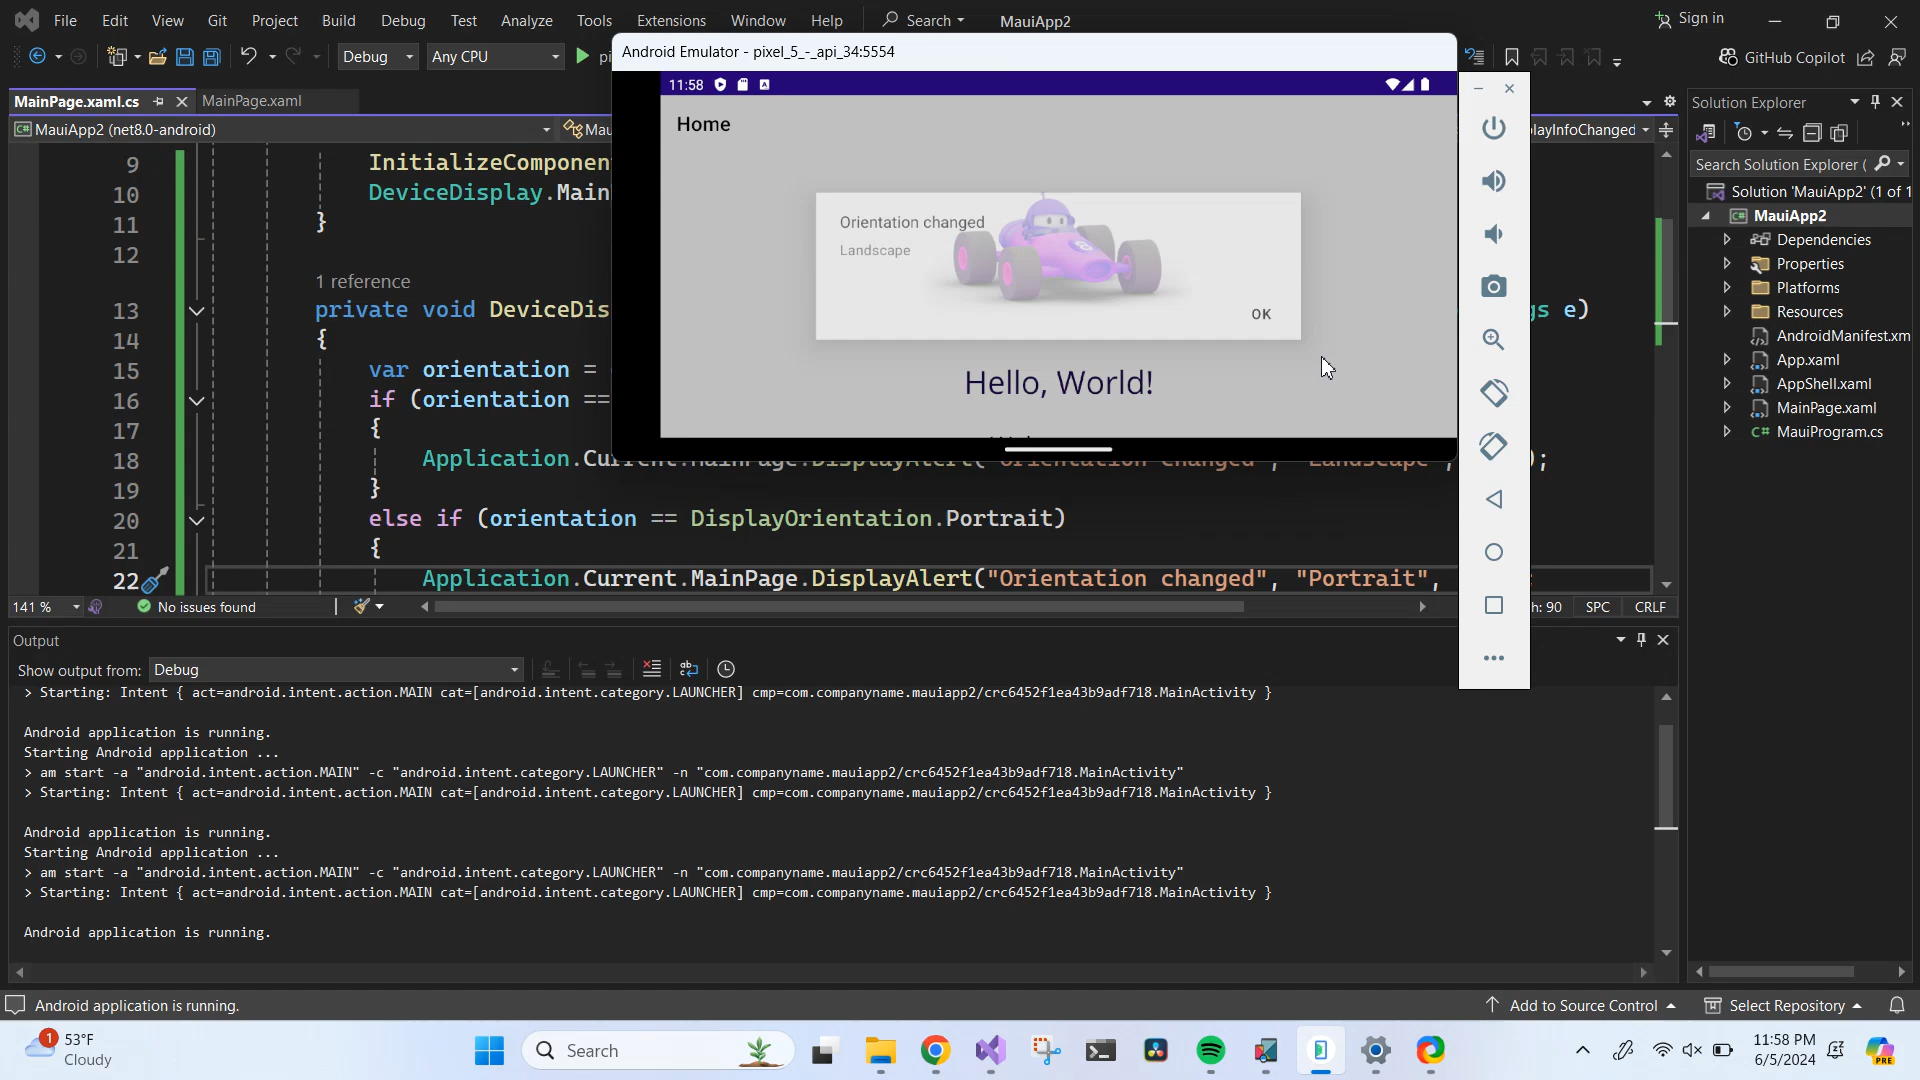 File Edit View Git Project Build Debug Test Analyze Tools Extensions Window Help Search MauiApp2 Sign in
Debug Any CPU GitHub Copilot
Android Emulator - pixel_5_-_api_34:5554
MainPage.xaml.cs MainPage.xaml
MauiApp2 (net8.0-android)
11:58
Home
Orientation changed
Landscape
OK
Hello, World!
9 InitializeComponen
10 DeviceDisplay.Main
11 }
12
1 reference
13 private void DeviceDis gs e)
14 {
15 var orientation =
16 if (orientation ==
17 {
18 Application.Current.MainPage.DisplayAlert("Orientation changed", "Landscape", );
19 }
20 else if (orientation == DisplayOrientation.Portrait)
21 {
22 Application.Current.MainPage.DisplayAlert("Orientation changed", "Portrait",
141 % No issues found h: 90 SPC CRLF
Output
Show output from: Debug
> Starting: Intent { act=android.intent.action.MAIN cat=[android.intent.category.LAUNCHER] cmp=com.companyname.mauiapp2/crc6452f1ea43b9adf718.MainActivity }
Android application is running.
Starting Android application ...
> am start -a "android.intent.action.MAIN" -c "android.intent.category.LAUNCHER" -n "com.companyname.mauiapp2/crc6452f1ea43b9adf718.MainActivity"
> Starting: Intent { act=android.intent.action.MAIN cat=[android.intent.category.LAUNCHER] cmp=com.companyname.mauiapp2/crc6452f1ea43b9adf718.MainActivity }
Android application is running.
Starting Android application ...
> am start -a "android.intent.action.MAIN" -c "android.intent.category.LAUNCHER" -n "com.companyname.mauiapp2/crc6452f1ea43b9adf718.MainActivity"
> Starting: Intent { act=android.intent.action.MAIN cat=[android.intent.category.LAUNCHER] cmp=com.companyname.mauiapp2/crc6452f1ea43b9adf718.MainActivity }
Android application is running.
Solution Explorer
Search Solution Explorer (
Solution 'MauiApp2' (1 of 1
MauiApp2
Dependencies
Properties
Platforms
Resources
AndroidManifest.xm
App.xaml
AppShell.xaml
MainPage.xaml
C# MauiProgram.cs
Android application is running. Add to Source Control Select Repository
1 53°F
Cloudy
Search
11:58 PM
6/5/2024
PRE